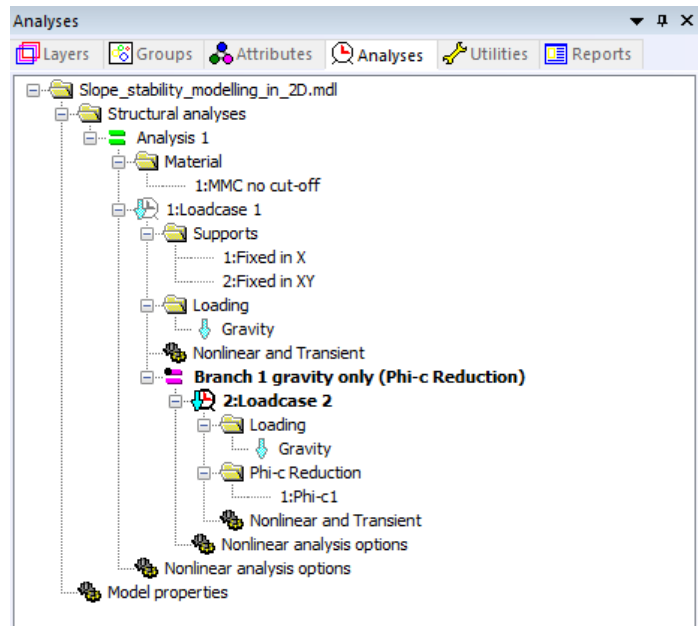 Analyses
Layers Groups Attributes Analyses Utilities Reports
Slope_stability_modelling_in_2D.mdl
Structural analyses
Analysis 1
Material
1:MMC no cut-off
1:Loadcase 1
Supports
1:Fixed in X
2:Fixed in XY
Loading
Gravity
Nonlinear and Transient
Branch 1 gravity only (Phi-c Reduction)
2:Loadcase 2
Loading
Gravity
Phi-c Reduction
1:Phi-c1
Nonlinear and Transient
Nonlinear analysis options
Nonlinear analysis options
Model properties